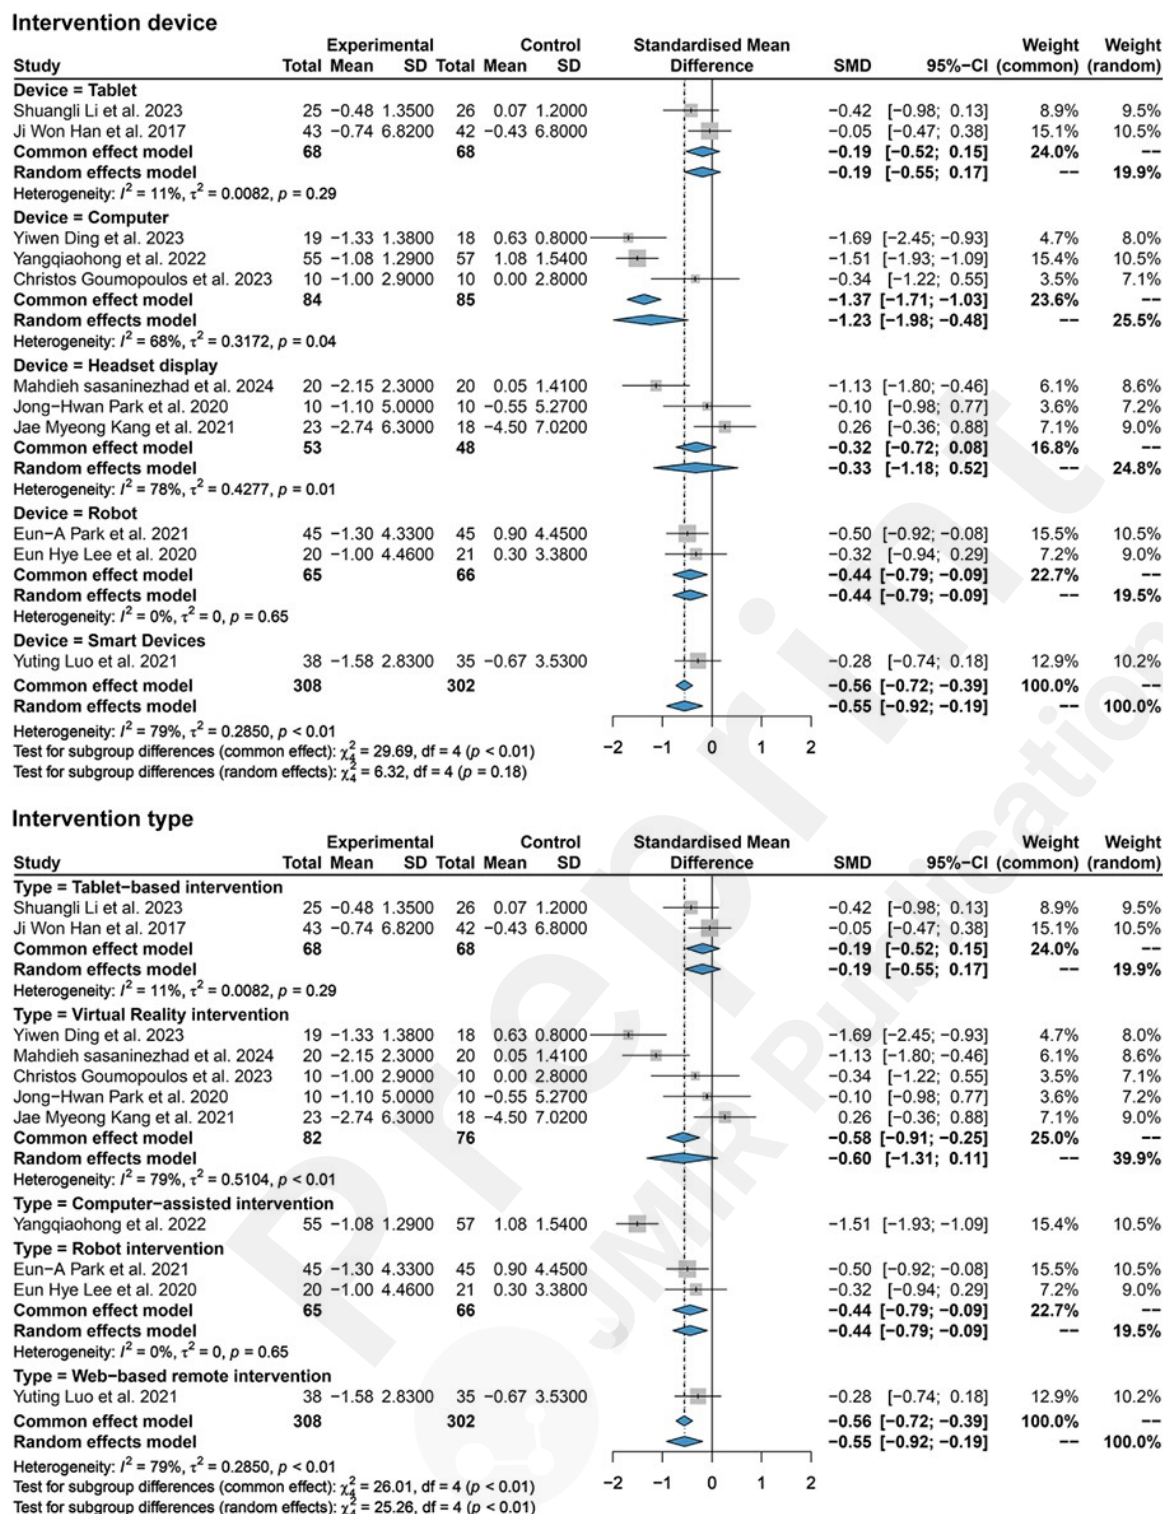 Intervention device
Experimental Control Standardised Mean Weight Weight
Study Total Mean SD Total Mean SD Difference SMD 95%−CI (common) (random)
Device = Tablet
Shuangli Li et al. 2023 25 −0.48 1.3500 26 0.07 1.2000 −0.42 [−0.98; 0.13] 8.9% 9.5%
Ji Won Han et al. 2017 43 −0.74 6.8200 42 −0.43 6.8000 −0.05 [−0.47; 0.38] 15.1% 10.5%
Common effect model 68 68 −0.19 [−0.52; 0.15] 24.0% −−
Random effects model −0.19 [−0.55; 0.17] −− 19.9%
Heterogeneity: I² = 11%, τ² = 0.0082, p = 0.29
Device = Computer
Yiwen Ding et al. 2023 19 −1.33 1.3800 18 0.63 0.8000 −1.69 [−2.45; −0.93] 4.7% 8.0%
Yangqiaohong et al. 2022 55 −1.08 1.2900 57 1.08 1.5400 −1.51 [−1.93; −1.09] 15.4% 10.5%
Christos Goumopoulos et al. 2023 10 −1.00 2.9000 10 0.00 2.8000 −0.34 [−1.22; 0.55] 3.5% 7.1%
Common effect model 84 85 −1.37 [−1.71; −1.03] 23.6% −−
Random effects model −1.23 [−1.98; −0.48] −− 25.5%
Heterogeneity: I² = 68%, τ² = 0.3172, p = 0.04
Device = Headset display
Mahdieh sasaninezhad et al. 2024 20 −2.15 2.3000 20 0.05 1.4100 −1.13 [−1.80; −0.46] 6.1% 8.6%
Jong−Hwan Park et al. 2020 10 −1.10 5.0000 10 −0.55 5.2700 −0.10 [−0.98; 0.77] 3.6% 7.2%
Jae Myeong Kang et al. 2021 23 −2.74 6.3000 18 −4.50 7.0200 0.26 [−0.36; 0.88] 7.1% 9.0%
Common effect model 53 48 −0.32 [−0.72; 0.08] 16.8% −−
Random effects model −0.33 [−1.18; 0.52] −− 24.8%
Heterogeneity: I² = 78%, τ² = 0.4277, p = 0.01
Device = Robot
Eun−A Park et al. 2021 45 −1.30 4.3300 45 0.90 4.4500 −0.50 [−0.92; −0.08] 15.5% 10.5%
Eun Hye Lee et al. 2020 20 −1.00 4.4600 21 0.30 3.3800 −0.32 [−0.94; 0.29] 7.2% 9.0%
Common effect model 65 66 −0.44 [−0.79; −0.09] 22.7% −−
Random effects model −0.44 [−0.79; −0.09] −− 19.5%
Heterogeneity: I² = 0%, τ² = 0, p = 0.65
Device = Smart Devices
Yuting Luo et al. 2021 38 −1.58 2.8300 35 −0.67 3.5300 −0.28 [−0.74; 0.18] 12.9% 10.2%
Common effect model 308 302 −0.56 [−0.72; −0.39] 100.0% −−
Random effects model −0.55 [−0.92; −0.19] −− 100.0%
Heterogeneity: I² = 79%, τ² = 0.2850, p < 0.01
−2 −1 0 1 2
Test for subgroup differences (common effect): χ²₄ = 29.69, df = 4 (p < 0.01)
Test for subgroup differences (random effects): χ²₄ = 6.32, df = 4 (p = 0.18)
Intervention type
Experimental Control Standardised Mean Weight Weight
Study Total Mean SD Total Mean SD Difference SMD 95%−CI (common) (random)
Type = Tablet−based intervention
Shuangli Li et al. 2023 25 −0.48 1.3500 26 0.07 1.2000 −0.42 [−0.98; 0.13] 8.9% 9.5%
Ji Won Han et al. 2017 43 −0.74 6.8200 42 −0.43 6.8000 −0.05 [−0.47; 0.38] 15.1% 10.5%
Common effect model 68 68 −0.19 [−0.52; 0.15] 24.0% −−
Random effects model −0.19 [−0.55; 0.17] −− 19.9%
Heterogeneity: I² = 11%, τ² = 0.0082, p = 0.29
Type = Virtual Reality intervention
Yiwen Ding et al. 2023 19 −1.33 1.3800 18 0.63 0.8000 −1.69 [−2.45; −0.93] 4.7% 8.0%
Mahdieh sasaninezhad et al. 2024 20 −2.15 2.3000 20 0.05 1.4100 −1.13 [−1.80; −0.46] 6.1% 8.6%
Christos Goumopoulos et al. 2023 10 −1.00 2.9000 10 0.00 2.8000 −0.34 [−1.22; 0.55] 3.5% 7.1%
Jong−Hwan Park et al. 2020 10 −1.10 5.0000 10 −0.55 5.2700 −0.10 [−0.98; 0.77] 3.6% 7.2%
Jae Myeong Kang et al. 2021 23 −2.74 6.3000 18 −4.50 7.0200 0.26 [−0.36; 0.88] 7.1% 9.0%
Common effect model 82 76 −0.58 [−0.91; −0.25] 25.0% −−
Random effects model −0.60 [−1.31; 0.11] −− 39.9%
Heterogeneity: I² = 79%, τ² = 0.5104, p < 0.01
Type = Computer−assisted intervention
Yangqiaohong et al. 2022 55 −1.08 1.2900 57 1.08 1.5400 −1.51 [−1.93; −1.09] 15.4% 10.5%
Type = Robot intervention
Eun−A Park et al. 2021 45 −1.30 4.3300 45 0.90 4.4500 −0.50 [−0.92; −0.08] 15.5% 10.5%
Eun Hye Lee et al. 2020 20 −1.00 4.4600 21 0.30 3.3800 −0.32 [−0.94; 0.29] 7.2% 9.0%
Common effect model 65 66 −0.44 [−0.79; −0.09] 22.7% −−
Random effects model −0.44 [−0.79; −0.09] −− 19.5%
Heterogeneity: I² = 0%, τ² = 0, p = 0.65
Type = Web−based remote intervention
Yuting Luo et al. 2021 38 −1.58 2.8300 35 −0.67 3.5300 −0.28 [−0.74; 0.18] 12.9% 10.2%
Common effect model 308 302 −0.56 [−0.72; −0.39] 100.0% −−
Random effects model −0.55 [−0.92; −0.19] −− 100.0%
Heterogeneity: I² = 79%, τ² = 0.2850, p < 0.01
−2 −1 0 1 2
Test for subgroup differences (common effect): χ²₄ = 26.01, df = 4 (p < 0.01)
Test for subgroup differences (random effects): χ²₄ = 25.26, df = 4 (p < 0.01)
Preprint
JMIR Publication